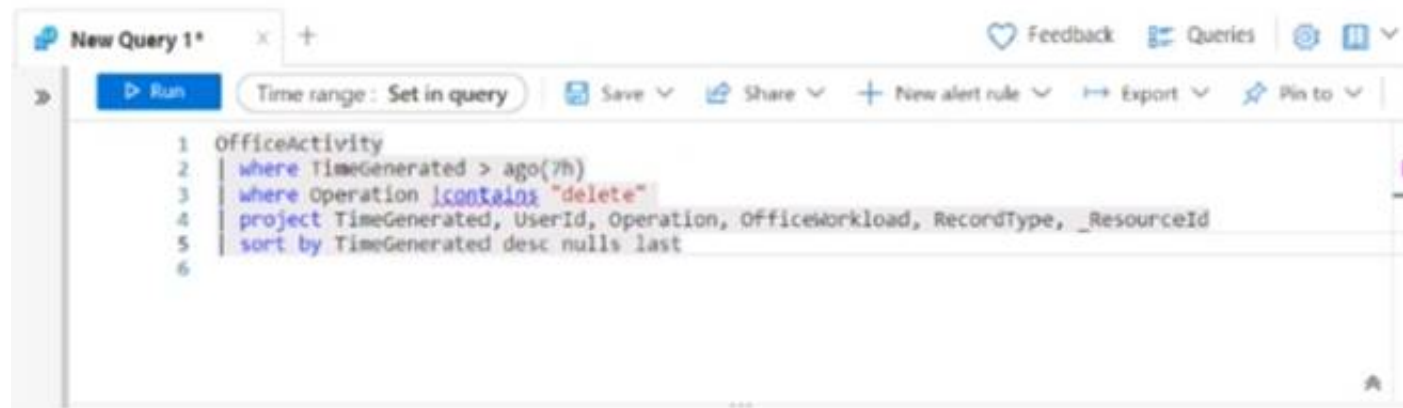 New Query 1*
Feedback Queries
Run Time range : Set in query Save Share New alert rule Export Pin to
1 OfficeActivity
2 | where TimeGenerated > ago(7h)
3 | where Operation !contains "delete"
4 | project TimeGenerated, UserId, Operation, OfficeWorkload, RecordType, _ResourceId
5 | sort by TimeGenerated desc nulls last
6